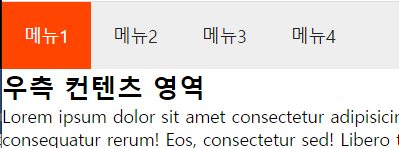 메뉴1 메뉴2 메뉴3 메뉴4
우측 컨텐츠 영역
Lorem ipsum dolor sit amet consectetur adipisicin
consequatur rerum! Eos, consectetur sed! Libero t